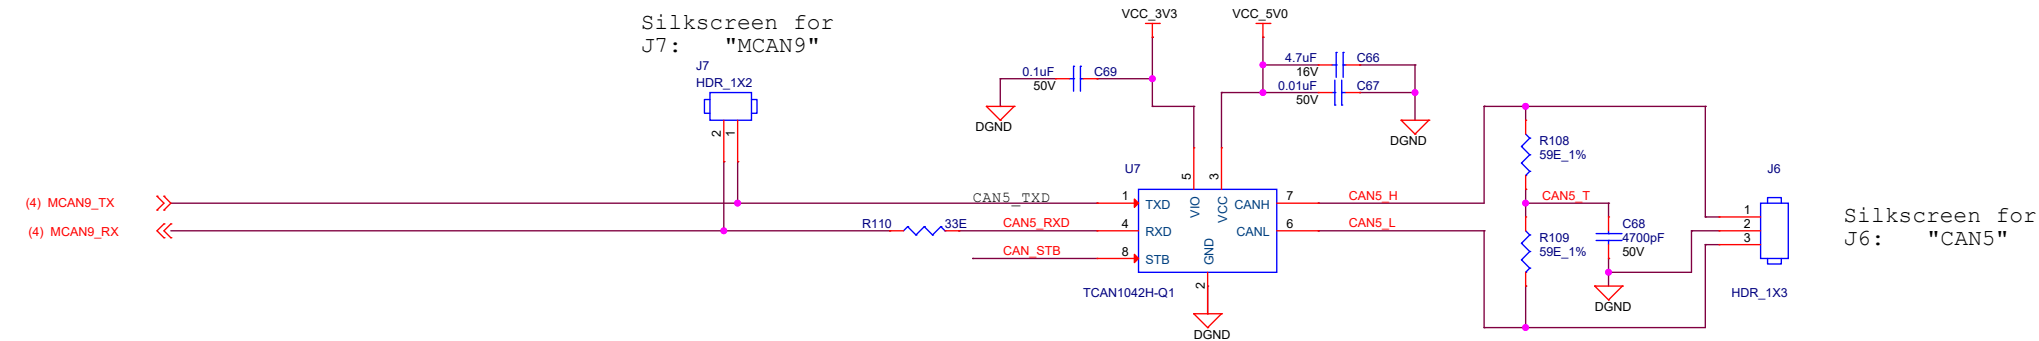 Silkscreen for
J7: "MCAN9"
J7
HDR_1X2
2
1
VCC_3V3
VCC_5V0
0.1uF
C69
50V
DGND
4.7uF
C66
16V
0.01uF
C67
50V
DGND
(4) MCAN9_TX
(4) MCAN9_RX
R110
33E
CAN5_TXD
CAN5_RXD
CAN_STB
U7
1
4
8
5
3
2
7
6
TXD
RXD
STB
VIO
VCC
GND
CANH
CANL
TCAN1042H-Q1
DGND
CAN5_H
CAN5_L
R108
59E_1%
CAN5_T
R109
59E_1%
C68
4700pF
50V
DGND
J6
1
2
3
HDR_1X3
Silkscreen for
J6: "CAN5"